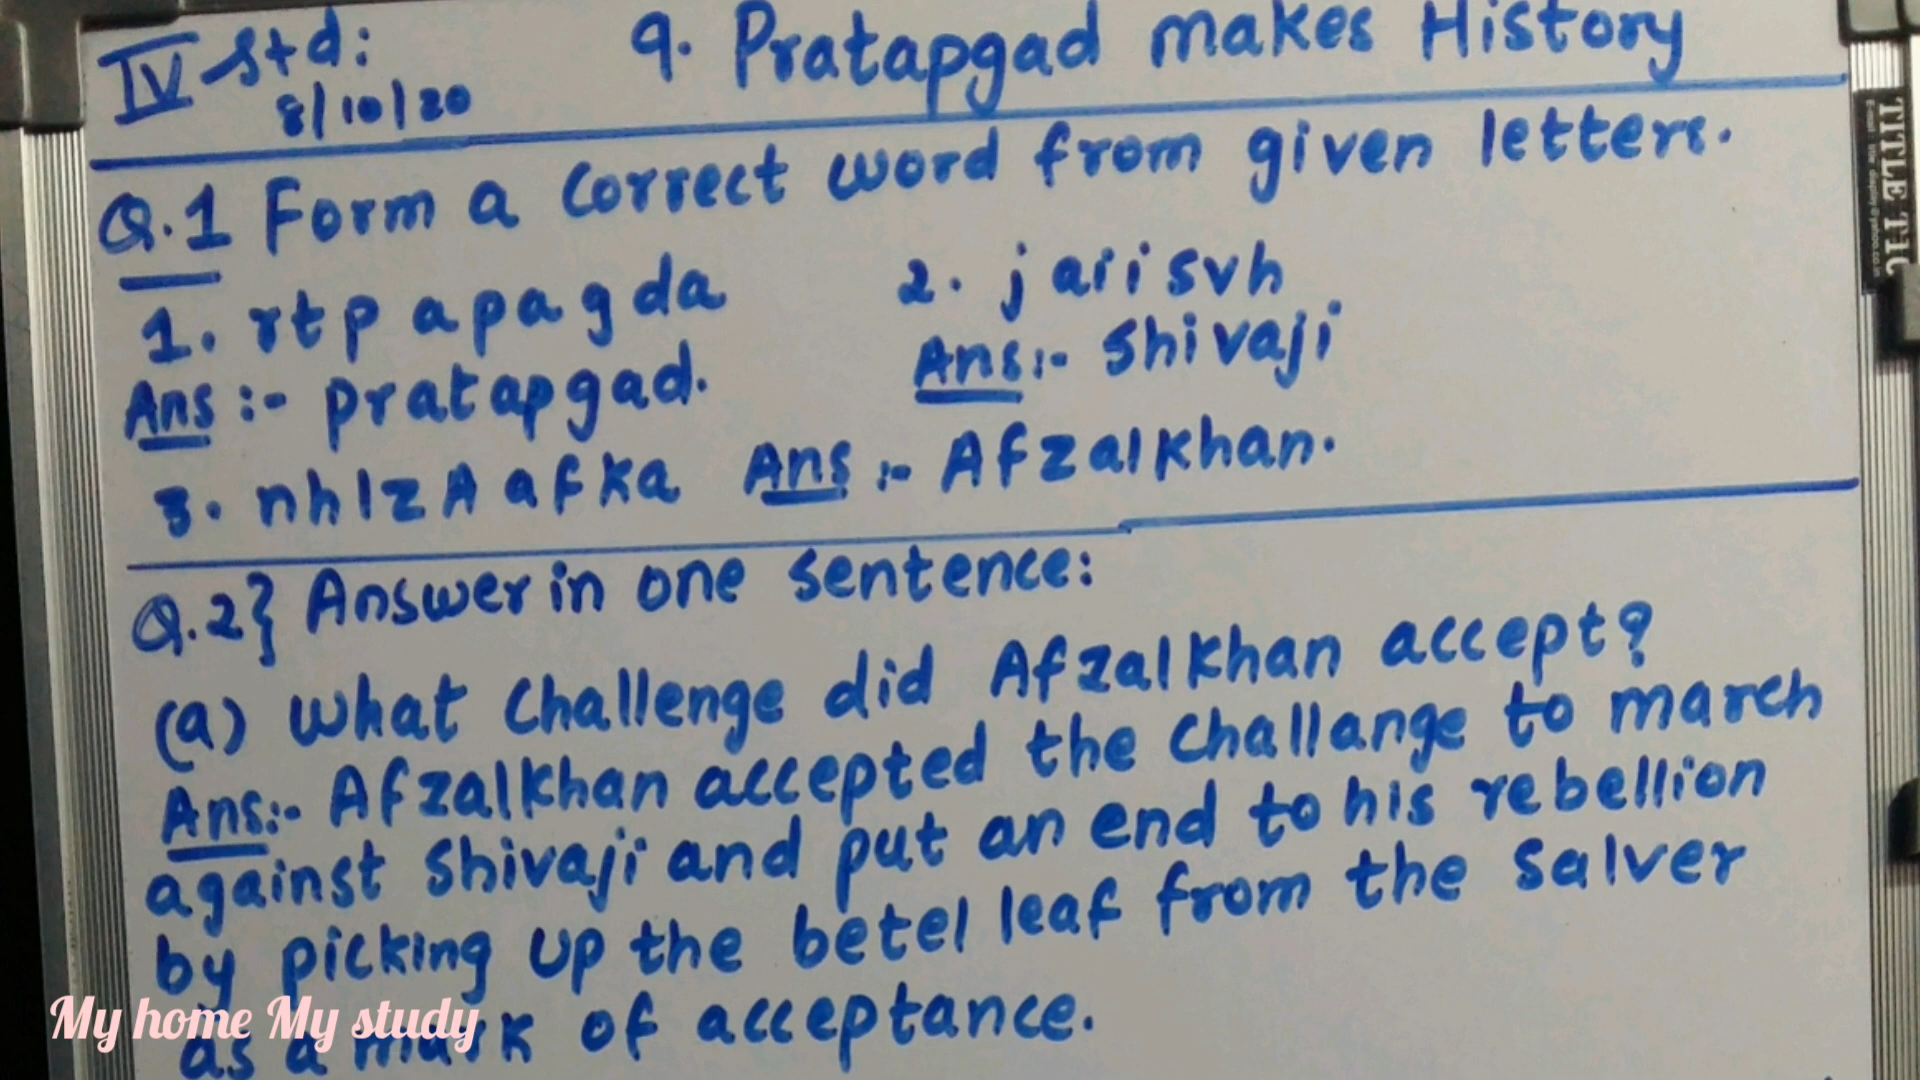 IV std: 9. Pratapgad makes History
8/10/20
Q.1 Form a correct word from given letters.
1. rtpapagda 2. jaiisvh
Ans :- pratapgad. Ans:- Shivaji
3. nhlzAafka Ans :- Afzalkhan.
Q.2} Answer in one sentence:
(a) What challenge did Afzalkhan accept?
Ans:- Afzalkhan accepted the challange to march
against Shivaji and put an end to his rebellion
by picking up the betel leaf from the salver
as a mark of acceptance.
My home My study
TITLE TIC